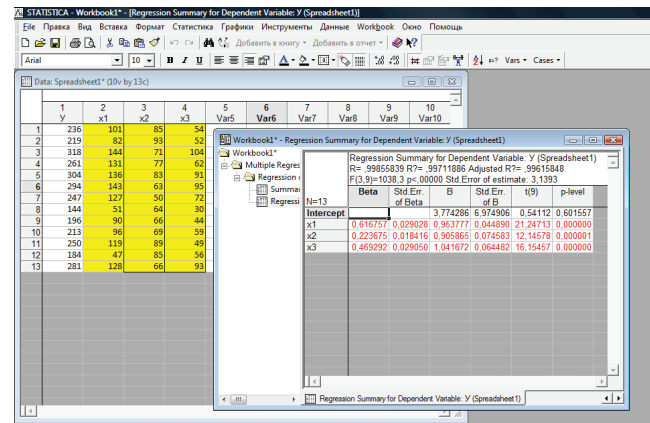 STATISTICA - Workbook1* - [Regression Summary for Dependent Variable: У (Spreadsheet1)]
File Правка Вид Вставка Формат Статистика Графики Инструменты Данные Workbook Окно Помощь
Добавить в книгу Добавить в отчет
Arial 10 B I U Vars Cases
Data: Spreadsheet1* (10v by 13c)
1 2 3 4 5 6 7 8 9 10
У x1 x2 x3 Var5 Var6 Var7 Var8 Var9 Var10
1 236 101 85 54
2 219 82 93 52
3 318 144 71 104
4 261 131 77 62
5 304 136 83 91
6 294 143 63 95
7 247 127 50 72
8 144 51 64 30
9 196 90 66 44
10 213 96 69 59
11 250 119 89 49
12 184 47 85 56
13 281 128 66 93
Workbook1* - Regression Summary for Dependent Variable: У (Spreadsheet1)
Workbook1*
Multiple Regres
Regression
Summar
Regressi
Regression Summary for Dependent Variable: У (Spreadsheet1)
R= ,99855839 R?= ,99711886 Adjusted R?= ,99615848
F(3,9)=1038,3 p<,00000 Std.Error of estimate: 3,1393
N=13 Beta Std.Err. of Beta B Std.Err. of B t(9) p-level
Intercept 3,774286 6,974906 0,54112 0,601557
x1 0,616757 0,029028 0,953777 0,044890 21,24713 0,000000
x2 0,223675 0,018416 0,905865 0,074583 12,14578 0,000001
x3 0,469292 0,029050 1,041672 0,064482 16,15457 0,000000
Regression Summary for Dependent Variable: У (Spreadsheet1)